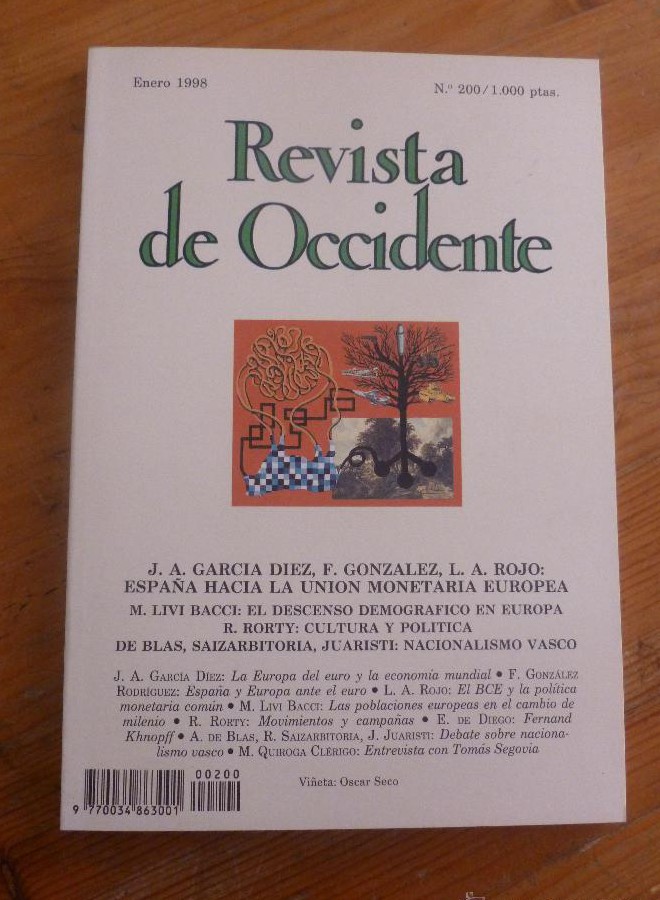 Enero 1998
N.º 200/1.000 ptas.
Revista
de Occidente
J. A. GARCIA DIEZ, F. GONZALEZ, L. A. ROJO:
ESPAÑA HACIA LA UNION MONETARIA EUROPEA
M. LIVI BACCI: EL DESCENSO DEMOGRAFICO EN EUROPA
R. RORTY: CULTURA Y POLITICA
DE BLAS, SAIZARBITORIA, JUARISTI: NACIONALISMO VASCO
J. A. GARCÍA DÍEZ: La Europa del euro y la economía mundial • F. GONZÁLEZ
RODRÍGUEZ: España y Europa ante el euro • L. A. ROJO: El BCE y la política
monetaria común • M. LIVI BACCI: Las poblaciones europeas en el cambio de
milenio • R. RORTY: Movimientos y campañas • E. DE DIEGO: Fernand
Khnopff • A. DE BLAS, R. SAIZARBITORIA, J. JUARISTI: Debate sobre naciona-
lismo vasco • M. QUIROGA CLÉRIGO: Entrevista con Tomás Segovia
00200
9 770034 863001
Viñeta: Oscar Seco